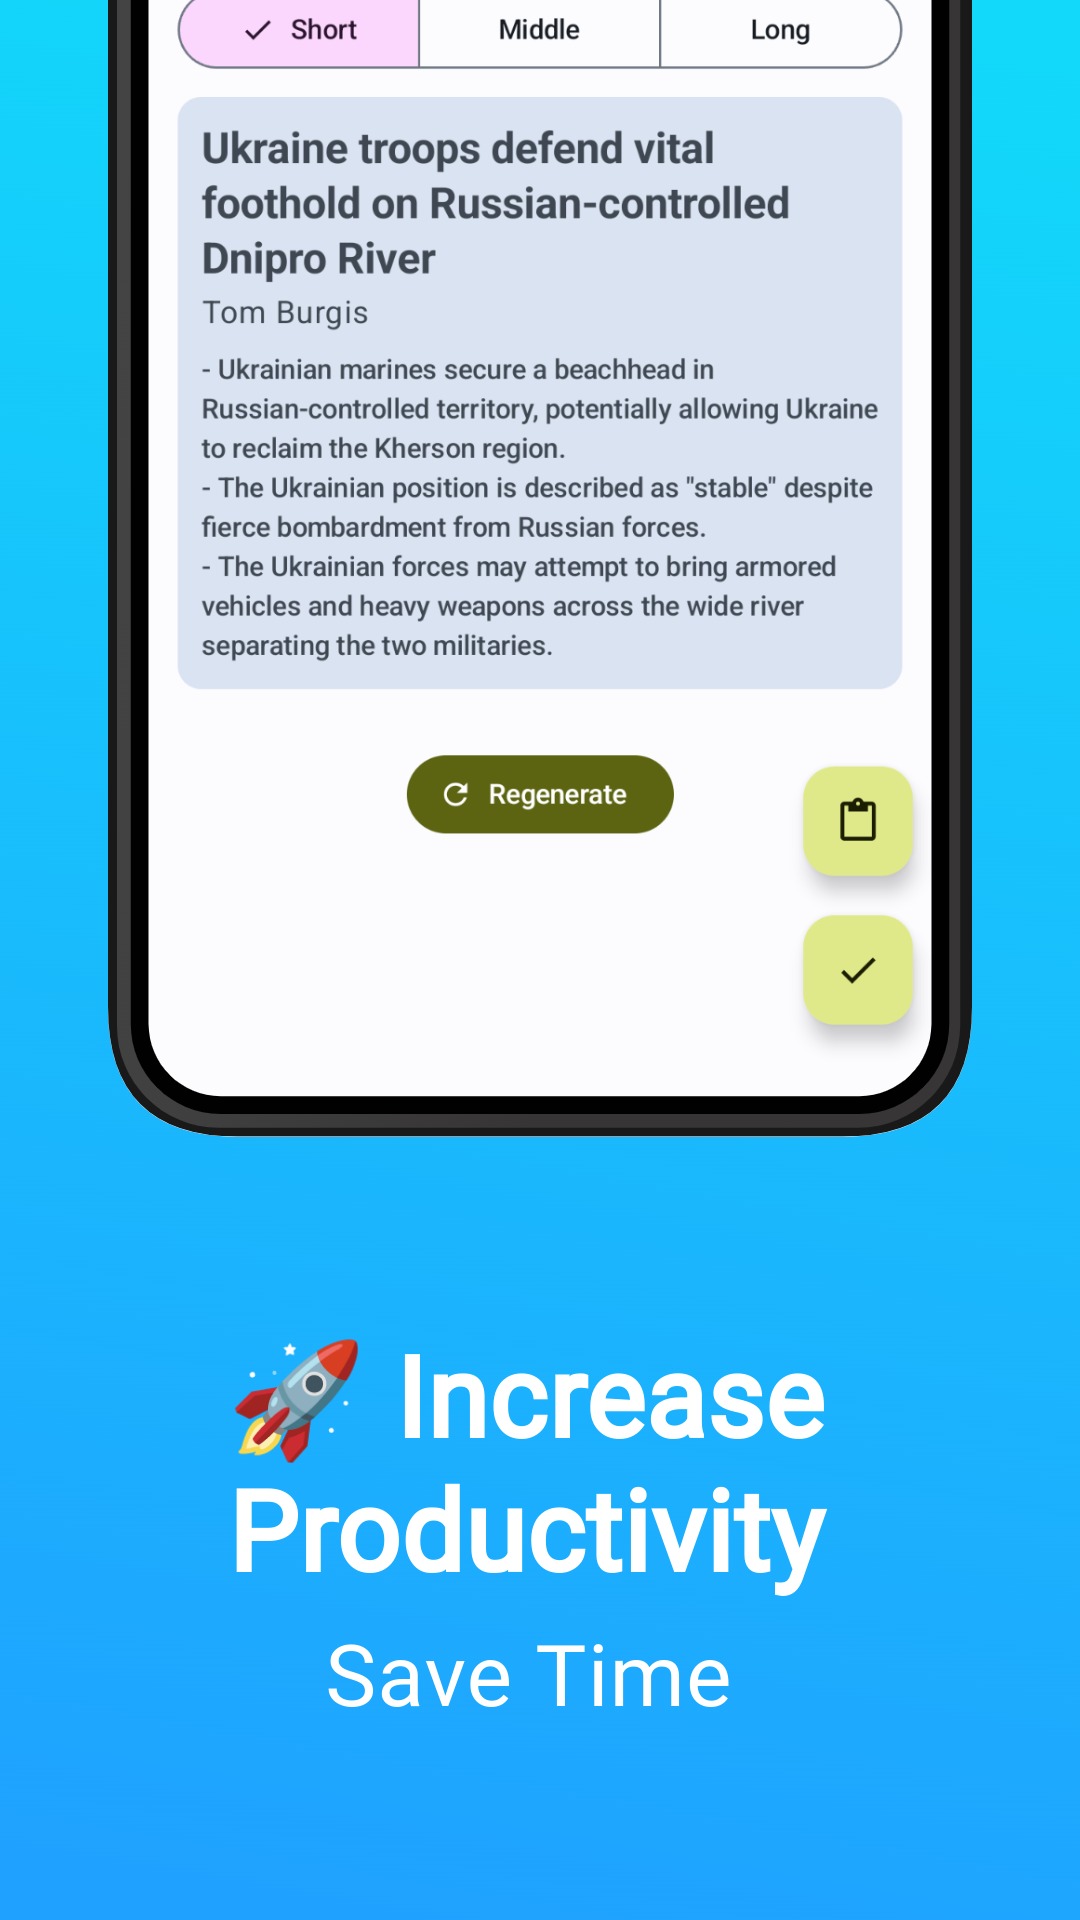 Short Middle Long
Ukraine troops defend vital
foothold on Russian-controlled
Dnipro River
Tom Burgis
- Ukrainian marines secure a beachhead in
Russian-controlled territory, potentially allowing Ukraine
to reclaim the Kherson region.
- The Ukrainian position is described as "stable" despite
fierce bombardment from Russian forces.
- The Ukrainian forces may attempt to bring armored
vehicles and heavy weapons across the wide river
separating the two militaries.
Regenerate
🚀 Increase
Productivity
Save Time